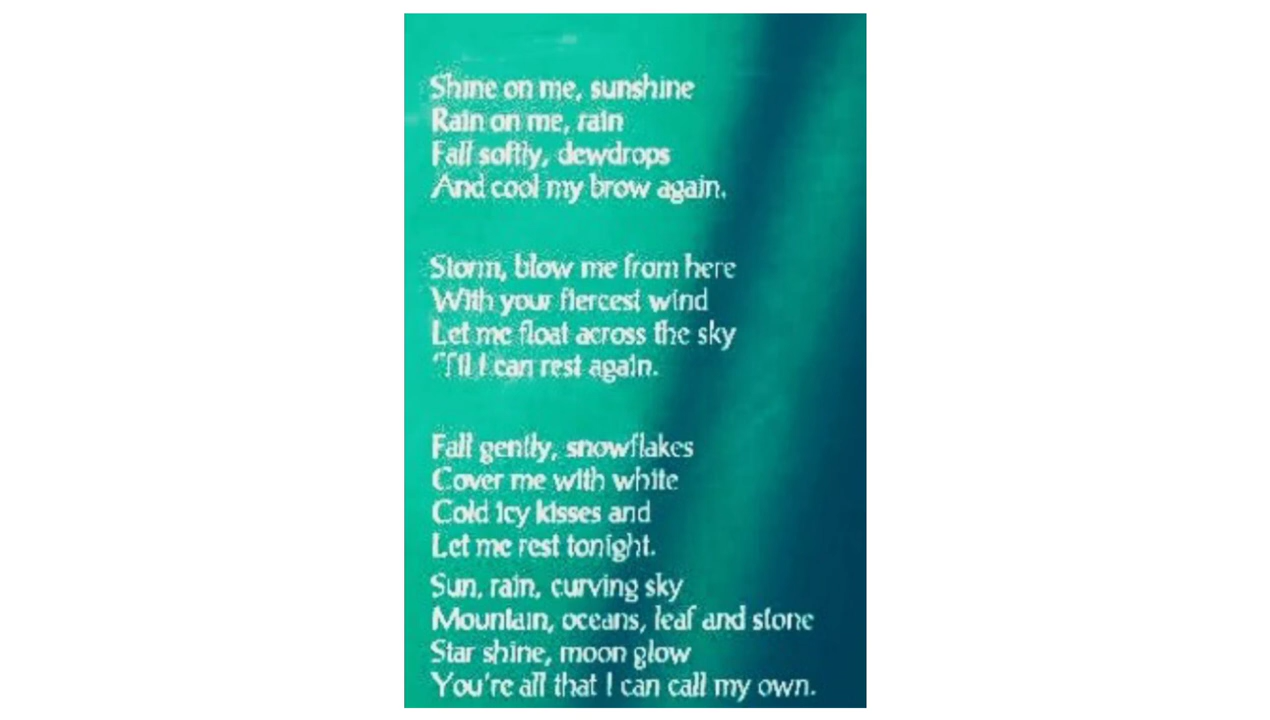 Shine on me, sunshine
Rain on me, rain
Fall softly, dewdrops
And cool my brow again.
Storm, blow me from here
With your fiercest wind
Let me float across the sky
'Til I can rest again.
Fall gently, snowflakes
Cover me with white
Cold icy kisses and
Let me rest tonight.
Sun, rain, curving sky
Mountain, oceans, leaf and stone
Star shine, moon glow
You're all that I can call my own.